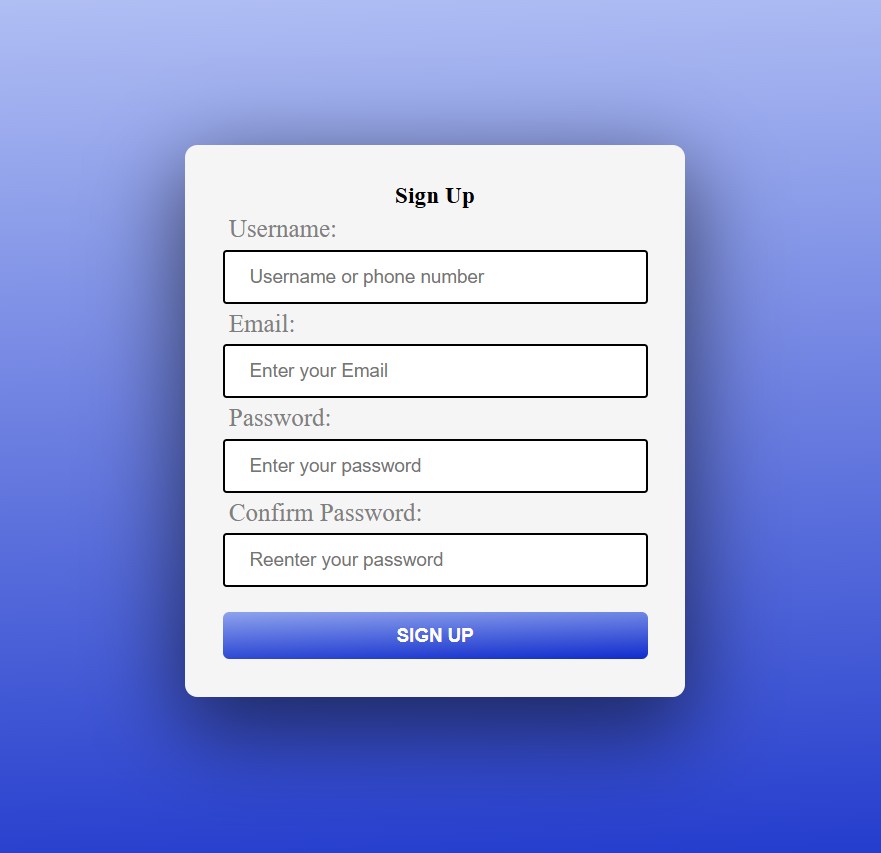 Sign Up
Username:
Username or phone number
Email:
Enter your Email
Password:
Enter your password
Confirm Password:
Reenter your password
SIGN UP